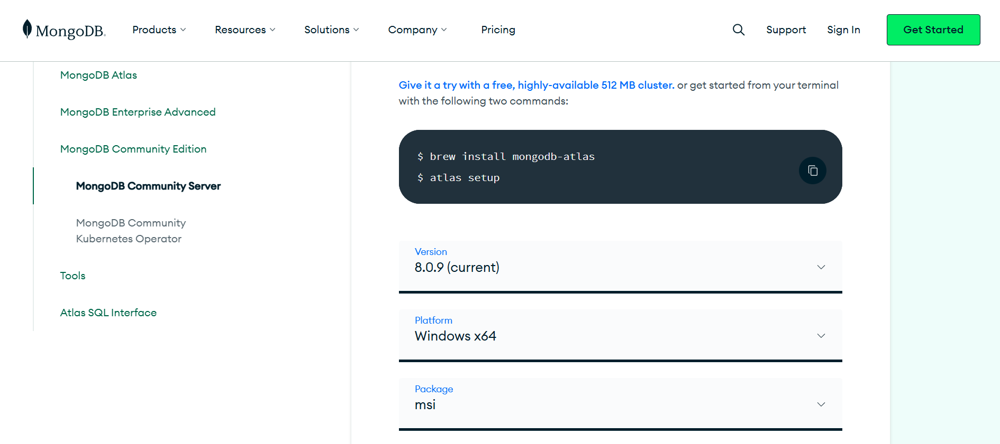 MongoDB.
Products
Resources
Solutions
Company
Pricing
Support
Sign In
Get Started
MongoDB Atlas
MongoDB Enterprise Advanced
MongoDB Community Edition
MongoDB Community Server
MongoDB Community
Kubernetes Operator
Tools
Atlas SQL Interface
Give it a try with a free, highly-available 512 MB cluster. or get started from your terminal
with the following two commands:
$ brew install mongodb-atlas
$ atlas setup
Version
8.0.9 (current)
Platform
Windows x64
Package
msi